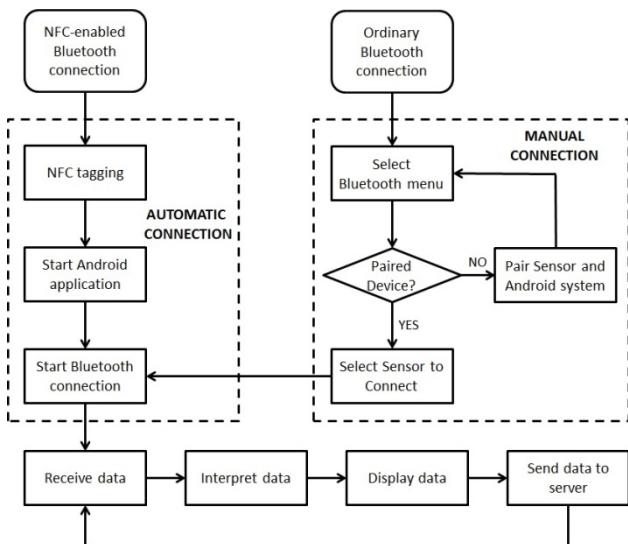 NFC-enabled
Bluetooth
connection
Ordinary
Bluetooth
connection
NFC tagging
AUTOMATIC
CONNECTION
Start Android
application
Start Bluetooth
connection
MANUAL
CONNECTION
Select
Bluetooth menu
Paired
Device?
NO
Pair Sensor and
Android system
YES
Select Sensor to
Connect
Receive data
Interpret data
Display data
Send data to
server